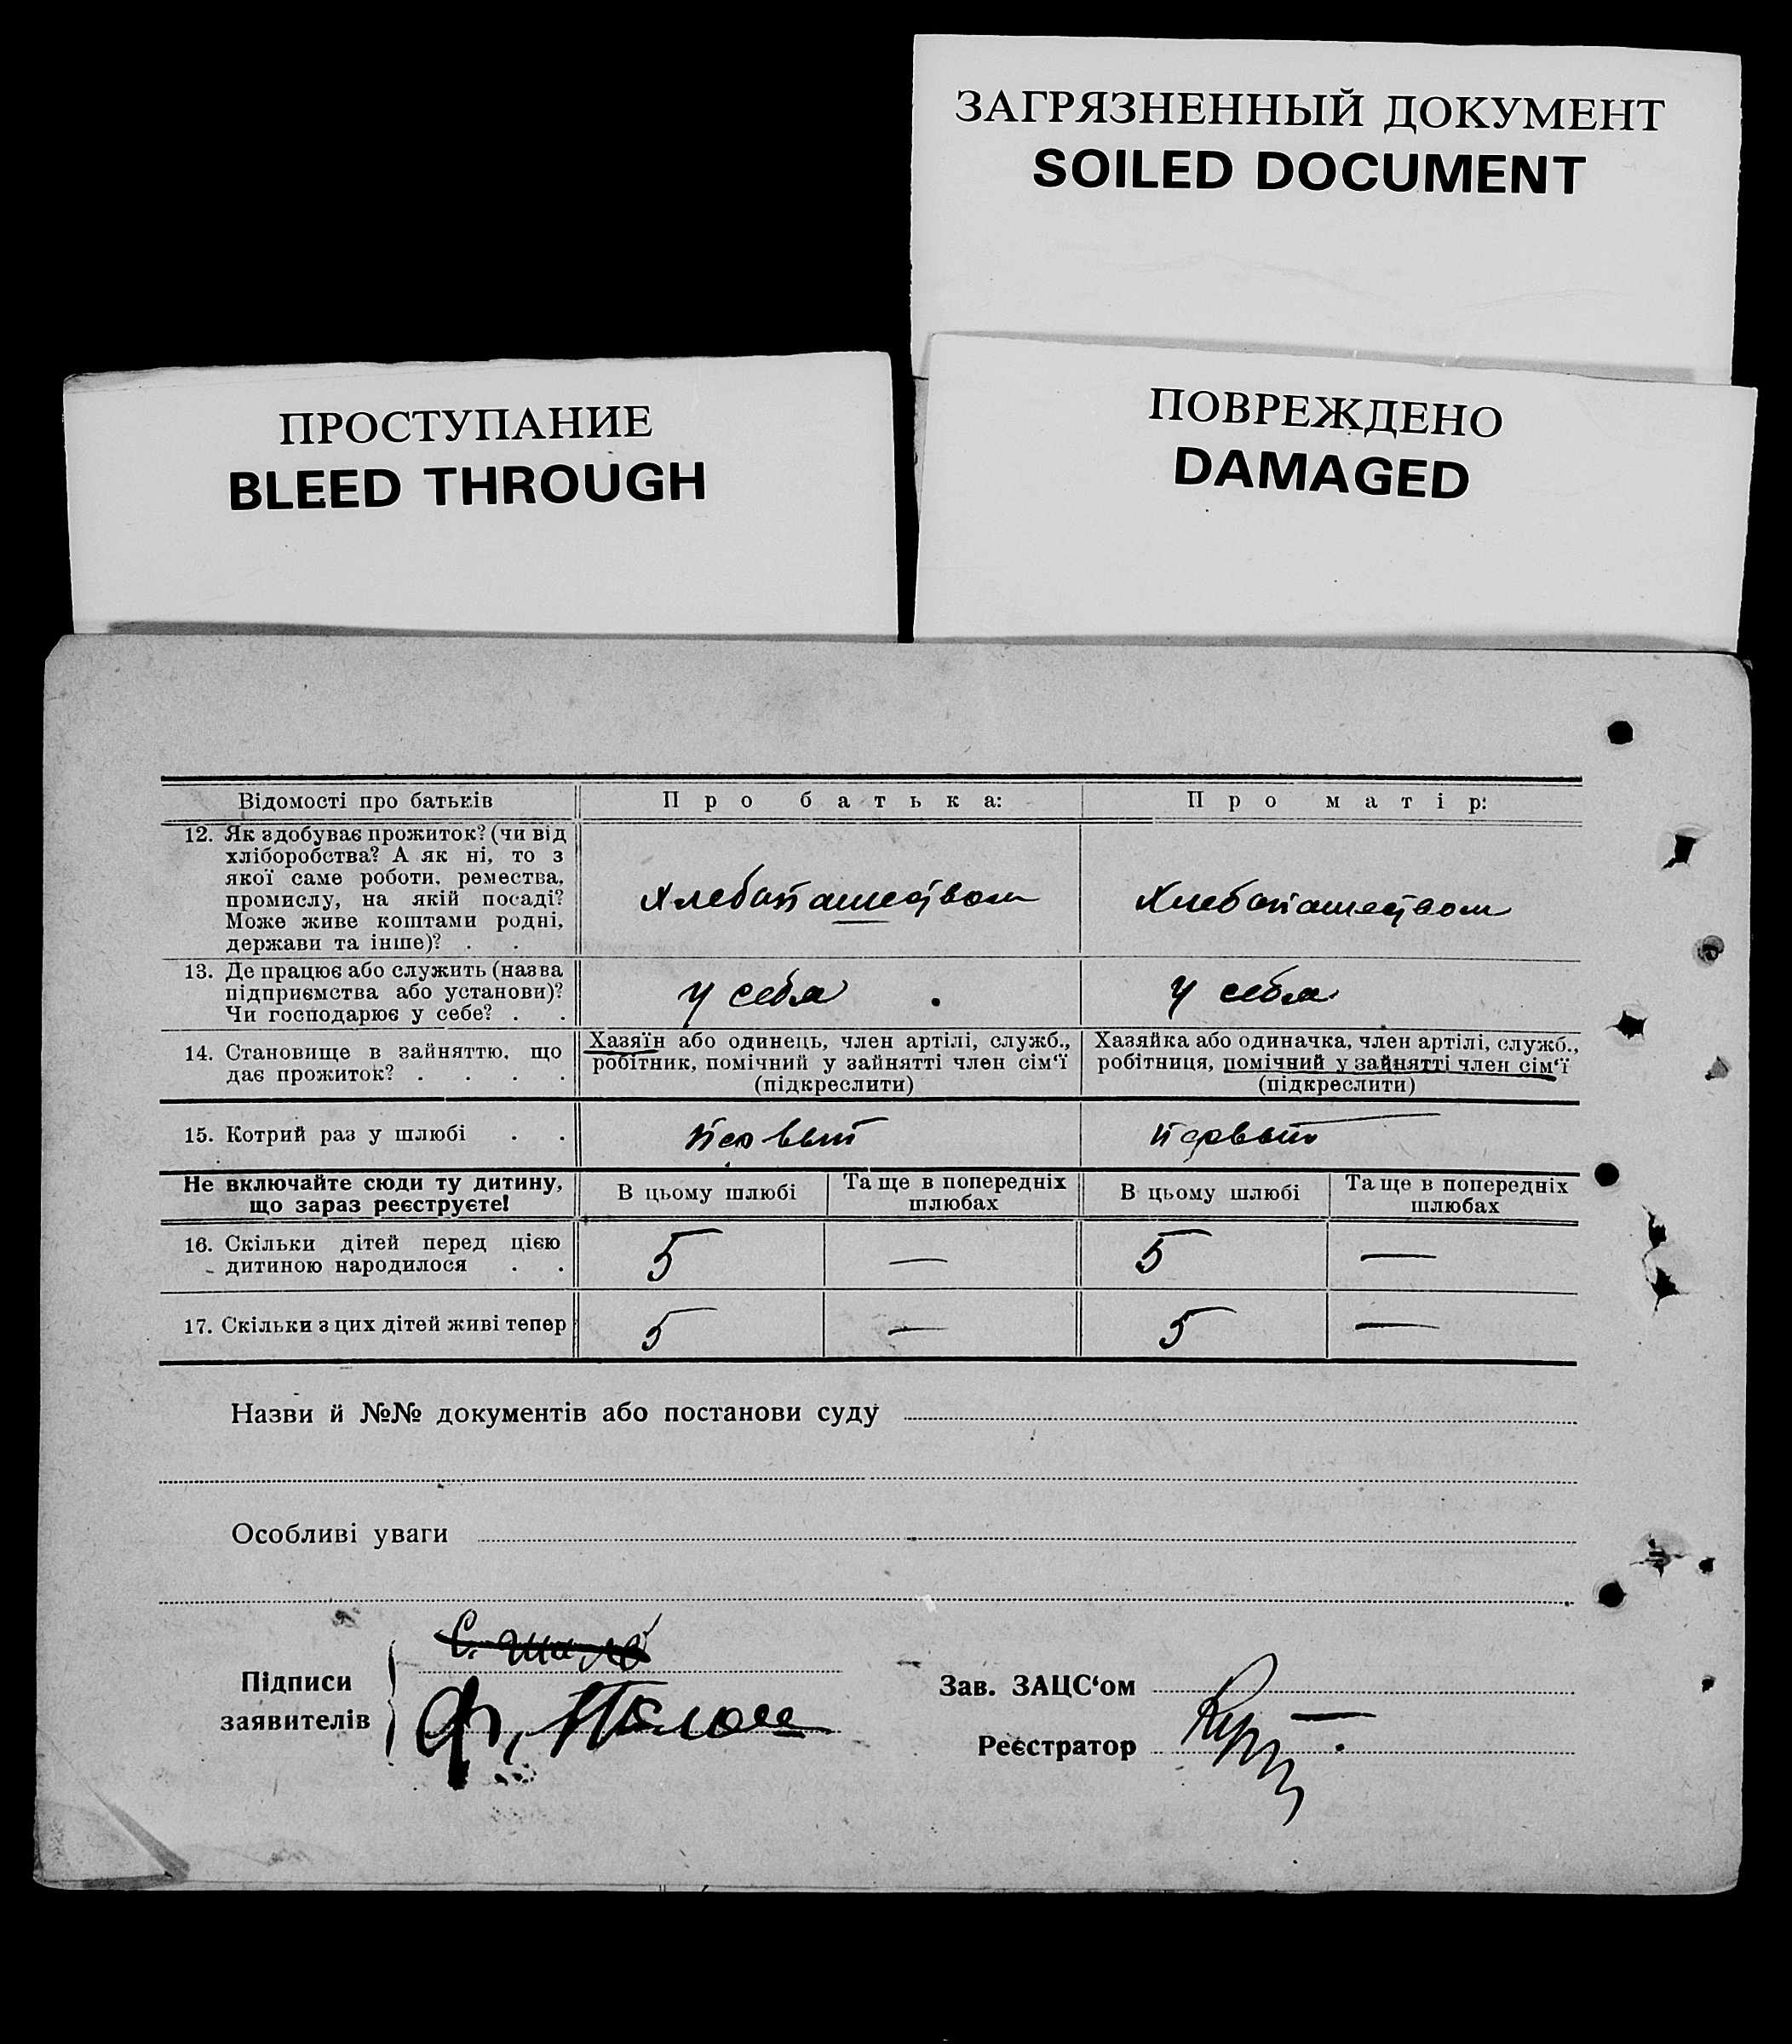 ЗАГРЯЗНЕННЫЙ ДОКУМЕНТ
SOILED DOCUMENT
ПРОСТУПАНИЕ
BLEED THROUGH
ПОВРЕЖДЕНО
DAMAGED
Відомості про батьків
Про батька:
Про матір:
12. Як здобуває прожиток? (чи від
хліборобства? А як ні, то з
якої саме роботи, ремества,
промислу, на якій посаді?
Може живе коштами родні,
держави та інше)? . .
Хлебопашеством
Хлебопашеством
13. Де працює або служить (назва
підприємства або установи)?
Чи господарює у себе? . .
у себя
у себя
14. Становище в зайняттю, що
дає прожиток? . . . .
Хазяїн або одинець, член артілі, служб.,
робітник, помічний у зайнятті член сім‘ї
(підкреслити)
Хазяйка або одиначка, член артілі, служб.,
робітниця, помічний у зайнятті член сім‘ї
(підкреслити)
15. Котрий раз у шлюбі . .
первый
первый
Не включайте сюди ту дитину,
що зараз реєструєте!
В цьому шлюбі
Та ще в попередніх
шлюбах
В цьому шлюбі
Та ще в попередніх
шлюбах
16. Скільки дітей перед цією
дитиною народилося . .
5 — 5 —
17. Скільки з цих дітей живі тепер
5 — 5 —
Назви й №№ документів або постанови суду
Особливі уваги
Підписи
заявителів
Зав. ЗАЦС‘ом
Реєстратор